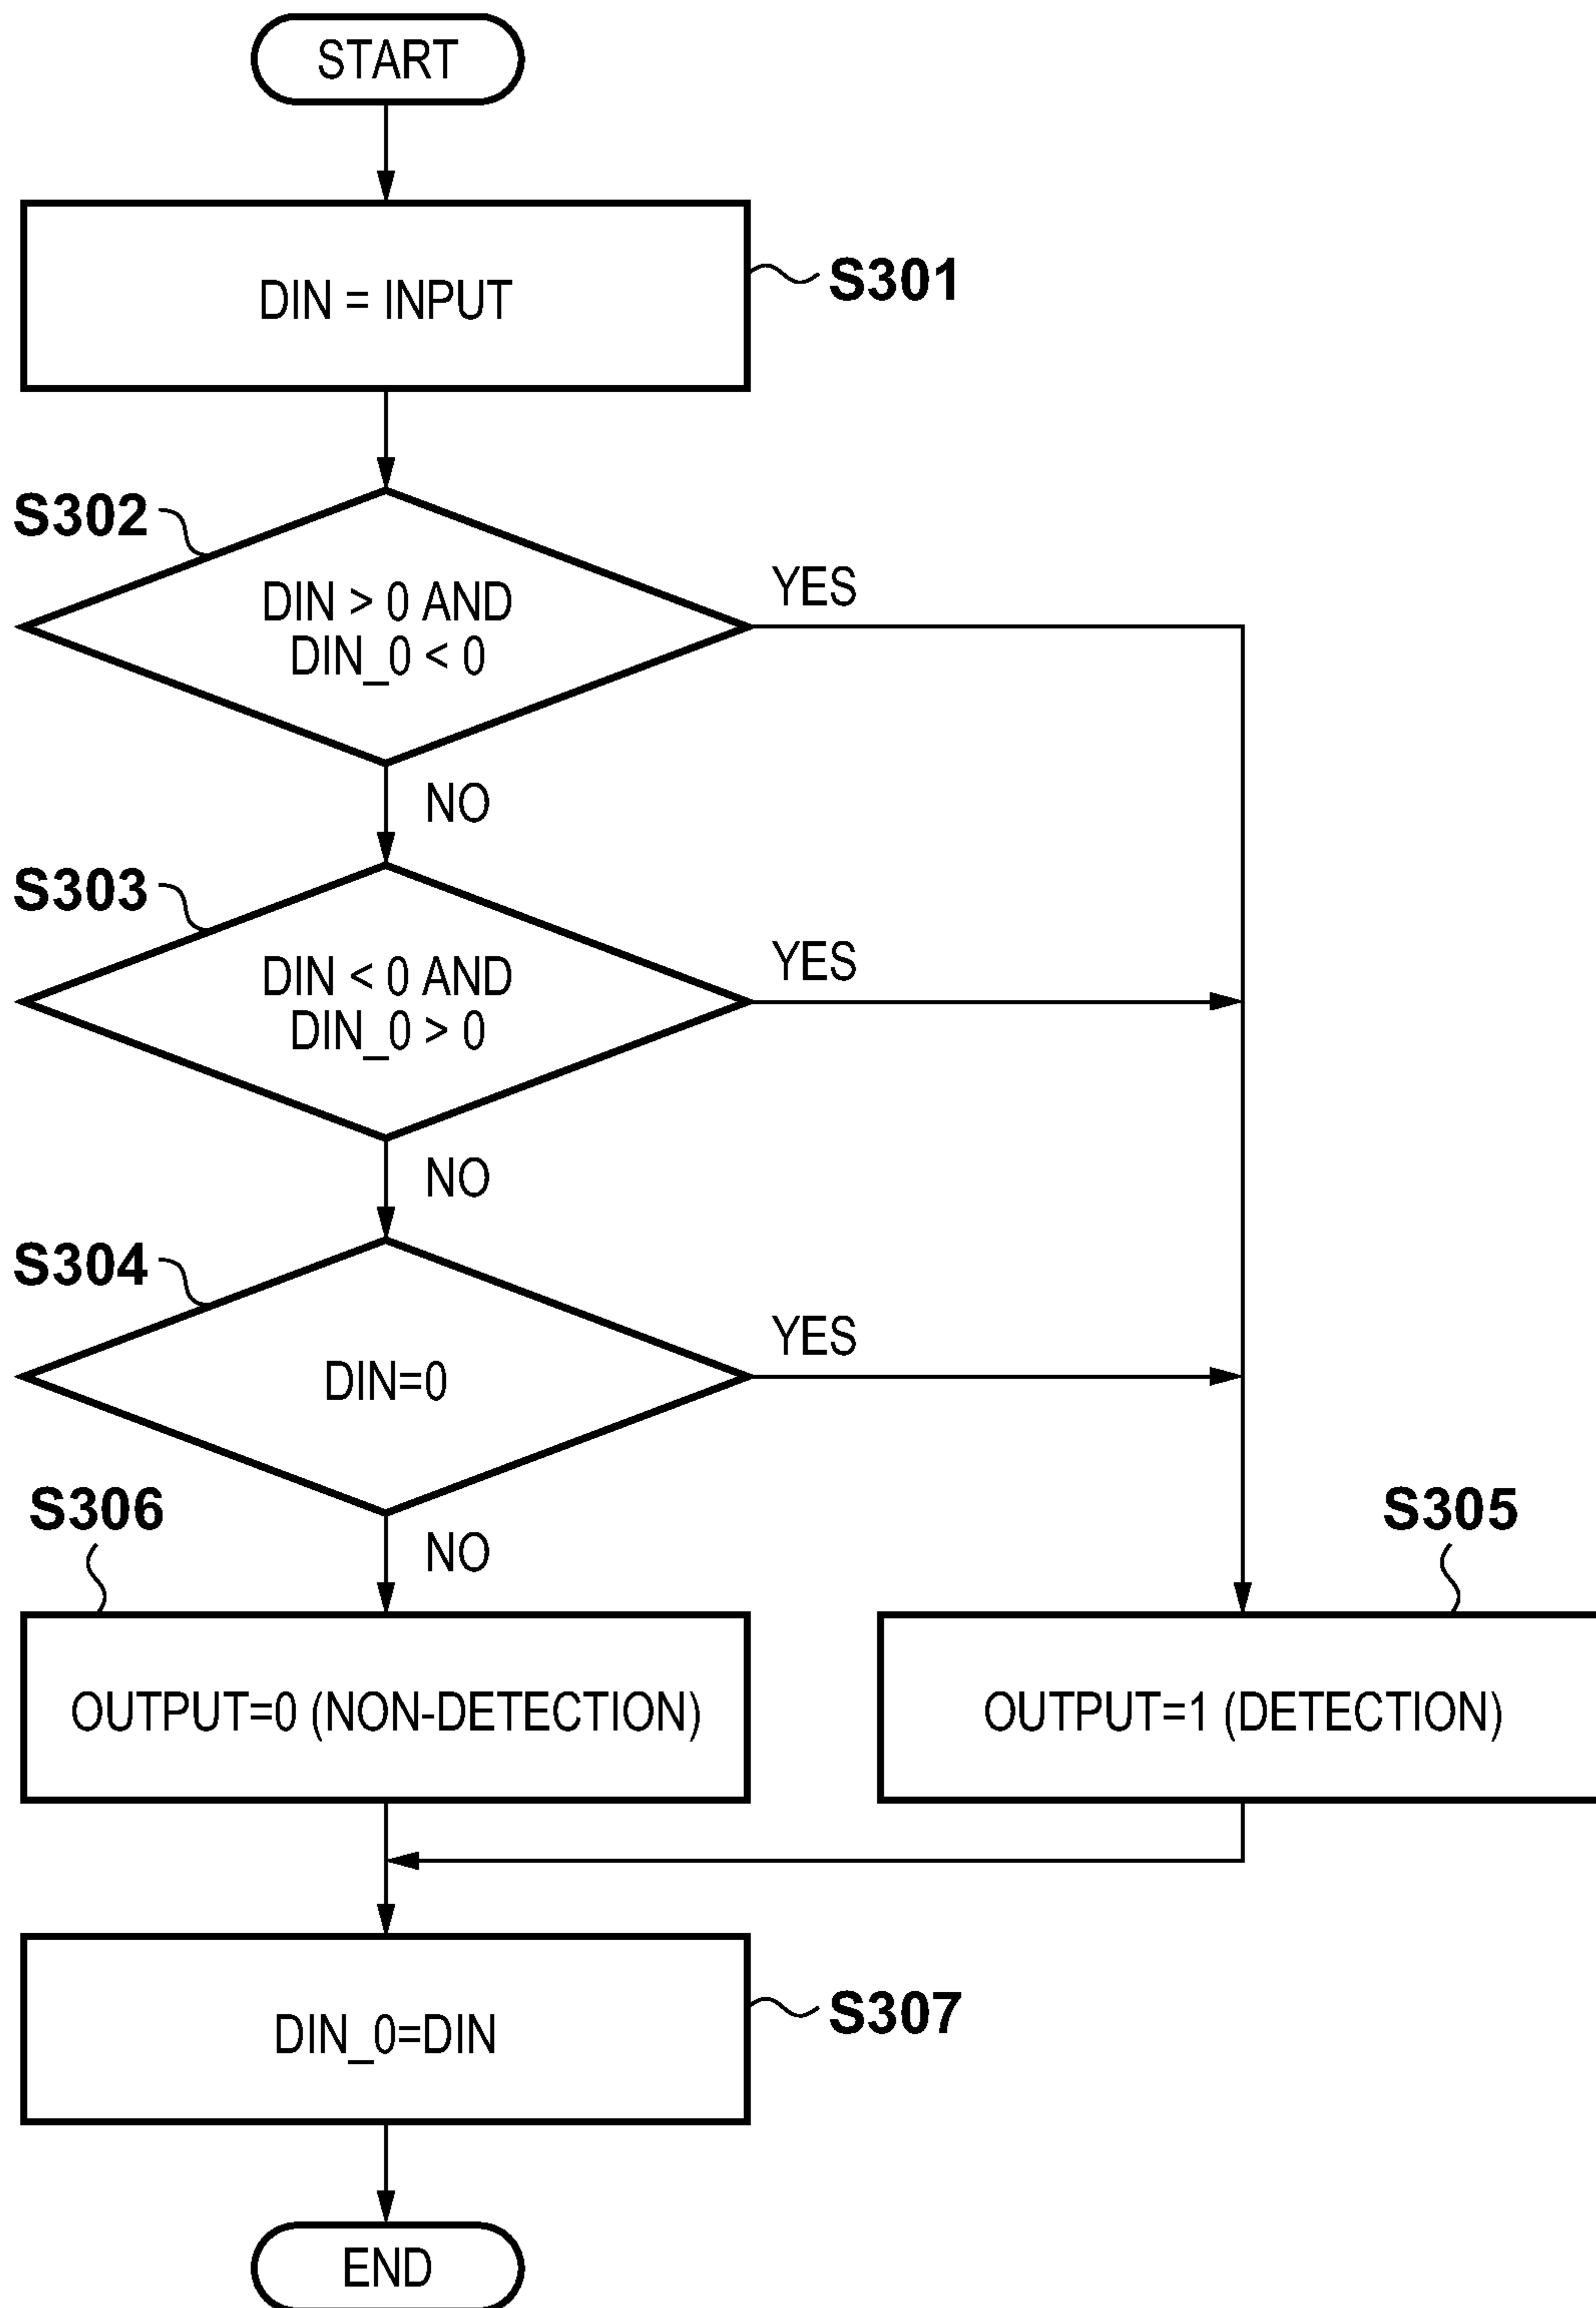 START
DIN = INPUT
S301
S302
DIN > 0 AND
DIN_0 < 0
YES
NO
S303
DIN < 0 AND
DIN_0 > 0
YES
NO
S304
DIN=0
YES
NO
S306
OUTPUT=0 (NON-DETECTION)
S305
OUTPUT=1 (DETECTION)
DIN_0=DIN
S307
END